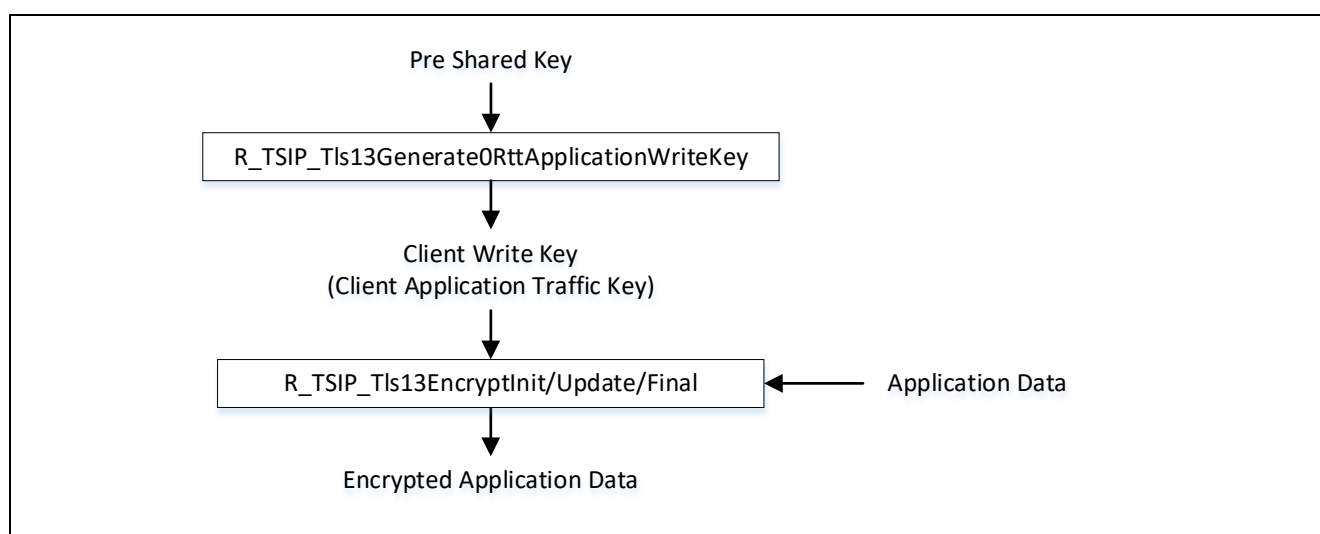 Pre Shared Key
R_TSIP_Tls13Generate0RttApplicationWriteKey
Client Write Key
(Client Application Traffic Key)
R_TSIP_Tls13EncryptInit/Update/Final
Application Data
Encrypted Application Data